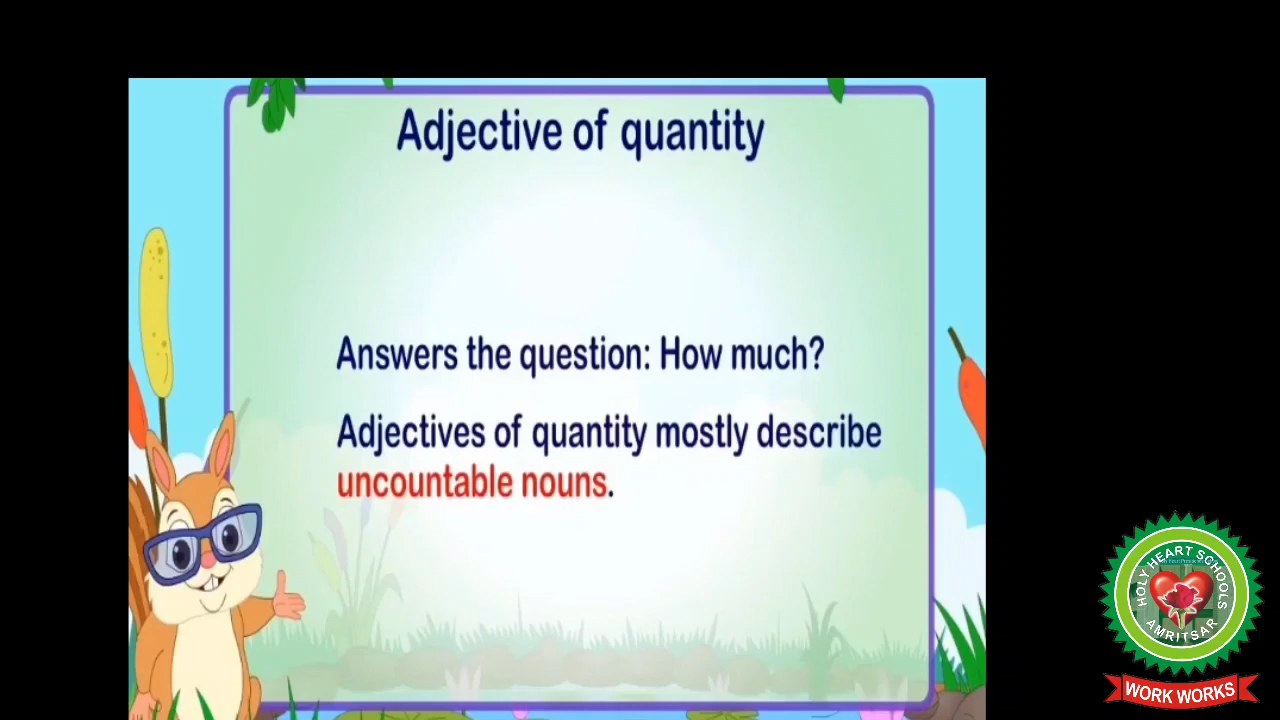 Adjective of quantity
Answers the question: How much?
Adjectives of quantity mostly describe
uncountable nouns.
HOLY HEART SCHOOLS
AMRITSAR
WORK WORKS